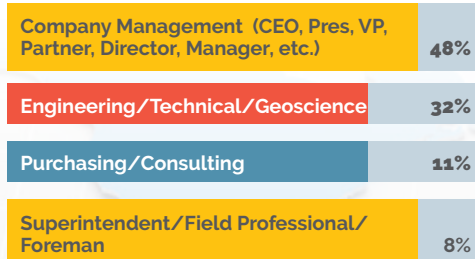 Company Management (CEO, Pres, VP,
Partner, Director, Manager, etc.) 48%
Engineering/Technical/Geoscience 32%
Purchasing/Consulting 11%
Superintendent/Field Professional/
Foreman 8%